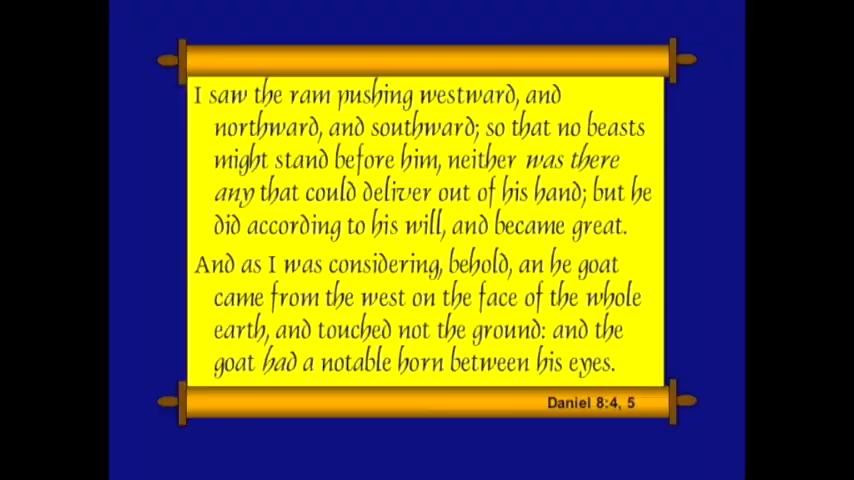 I saw the ram pushing westward, and
northward, and southward; so that no beasts
might stand before him, neither was there
any that could deliver out of his hand; but he
did according to his will, and became great.
And as I was considering, behold, an he goat
came from the west on the face of the whole
earth, and touched not the ground: and the
goat had a notable horn between his eyes.
Daniel 8:4, 5